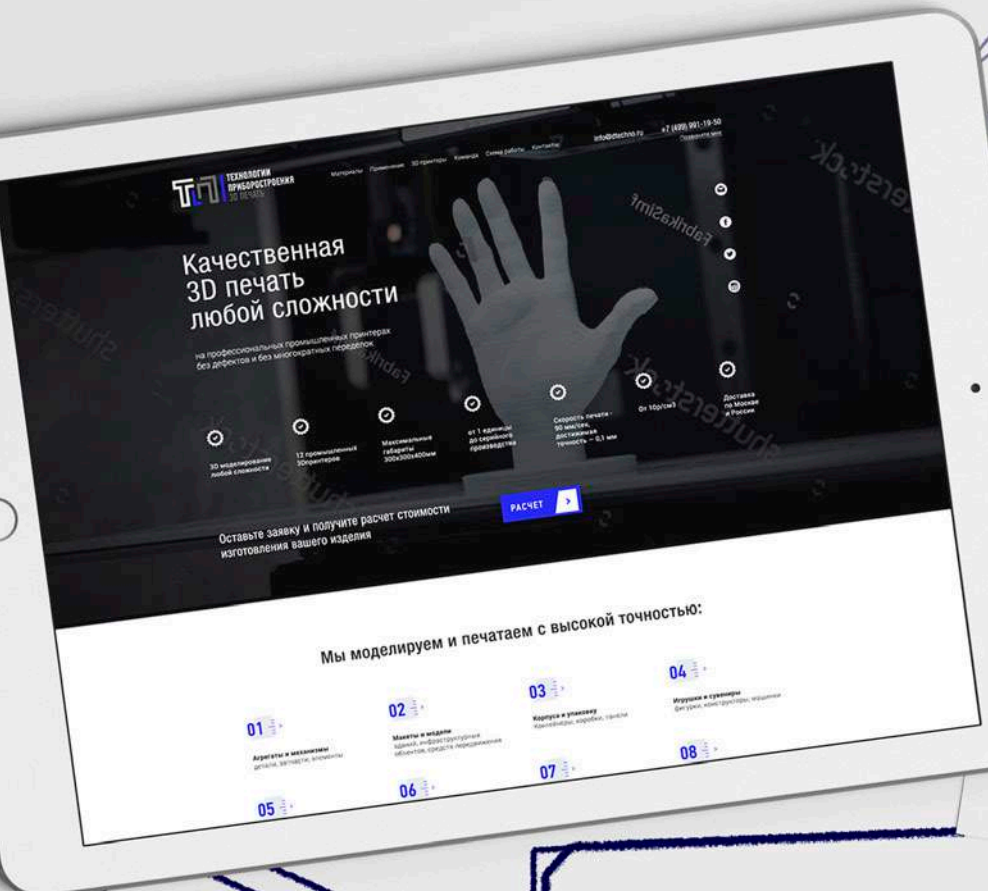 ТЕХНОЛОГИИ
ПРИБОРОСТРОЕНИЯ
3D ПЕЧАТЬ
Материалы Применение 3D принтеры Команда Схема работы Контакты
info@dtechno.ru +7 (499) 991-19-50
Позвоните мне
Качественная
3D печать
любой сложности
на профессиональных промышленных принтерах
без дефектов и без многократных переделок
3D моделирование
любой сложности
12 промышленных
3Dпринтеров
Максимальные
габариты
300х300х400мм
от 1 единицы
до серийного
производства
Скорость печати -
90 мм/сек,
достижимая
точность — 0,1 мм
От 10р/см3
Доставка
по Москве
и России
Оставьте заявку и получите расчет стоимости
изготовления вашего изделия
РАСЧЕТ
Мы моделируем и печатаем с высокой точностью:
01
Агрегаты и механизмы
детали, запчасти, элементы
02
Макеты и модели
зданий, инфраструктурных
объектов, средств передвижения
03
Корпуса и упаковку
контейнеры, коробки, панели
04
Игрушки и сувениры
фигурки, конструкторы, машинки
05
06
07
08